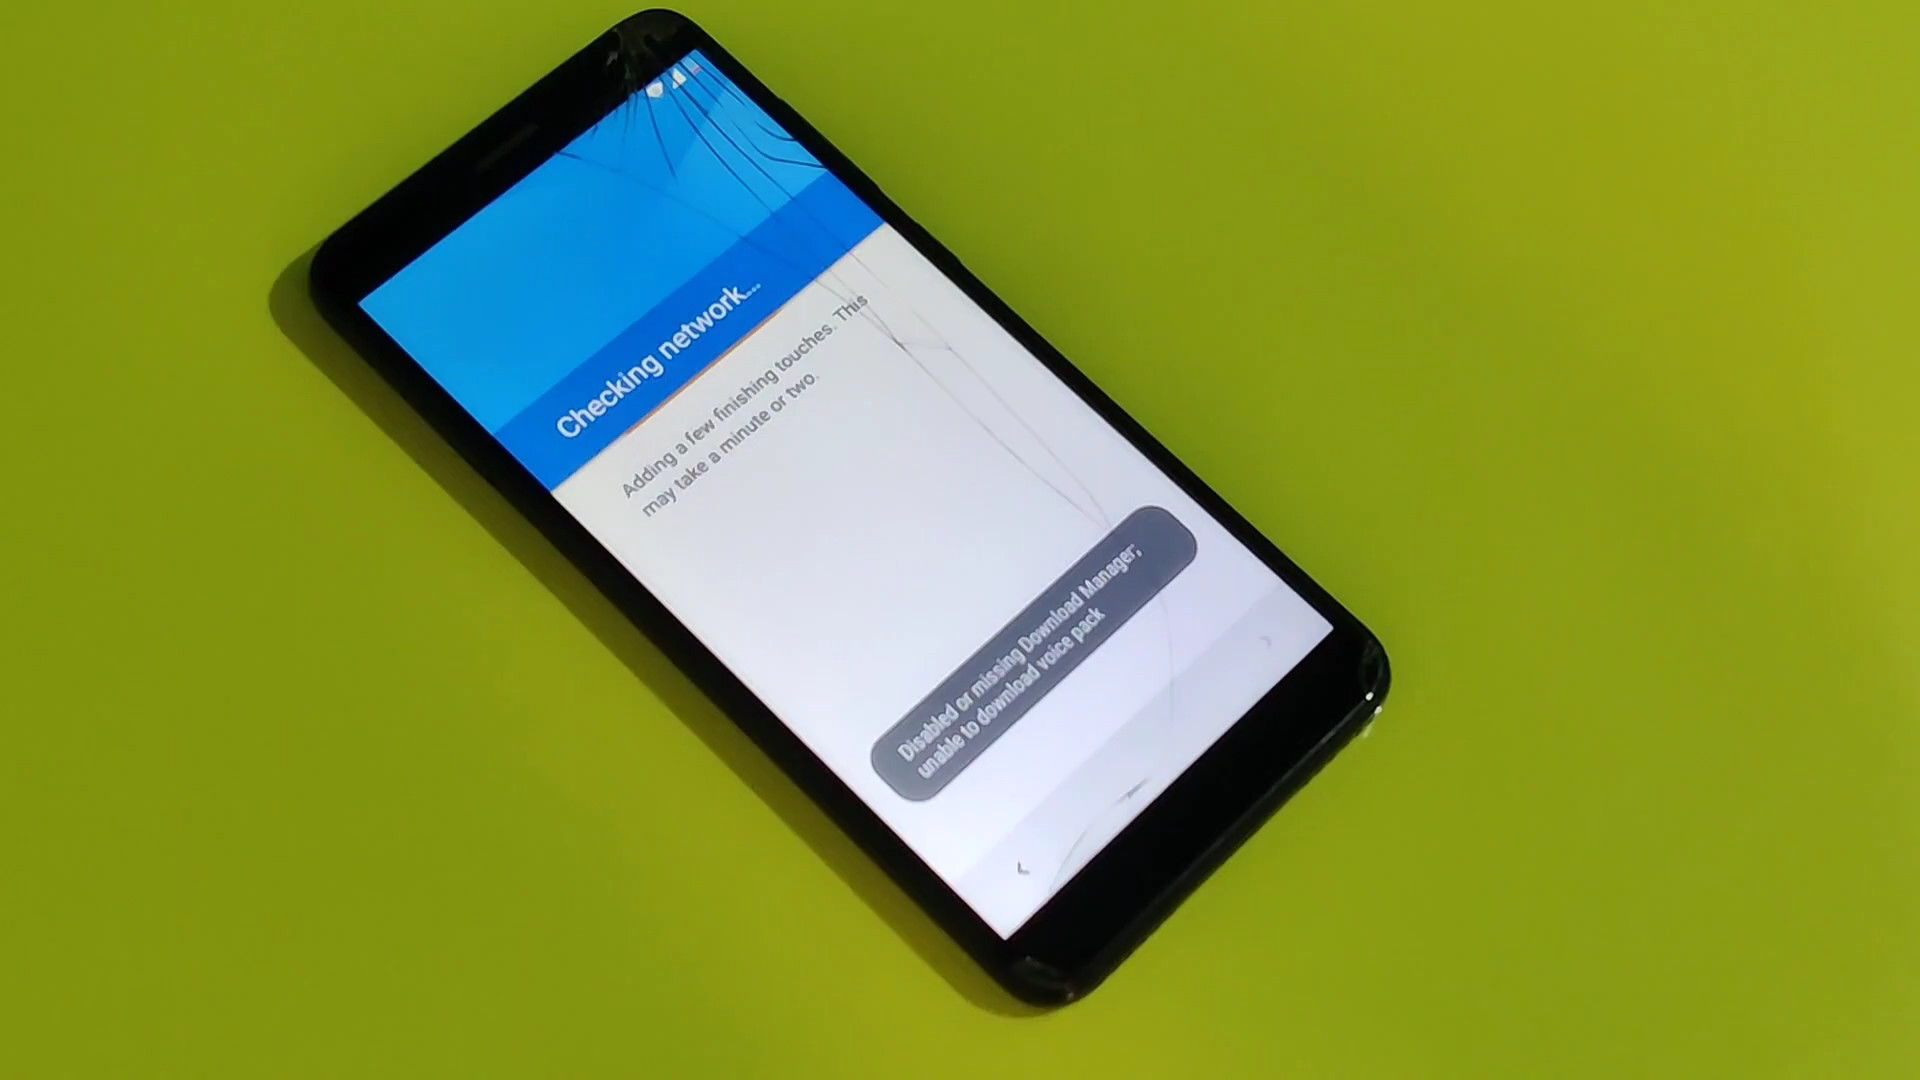 Checking network...
Adding a few finishing touches. This
may take a minute or two.
Disabled or missing Download Manager;
unable to download voice pack